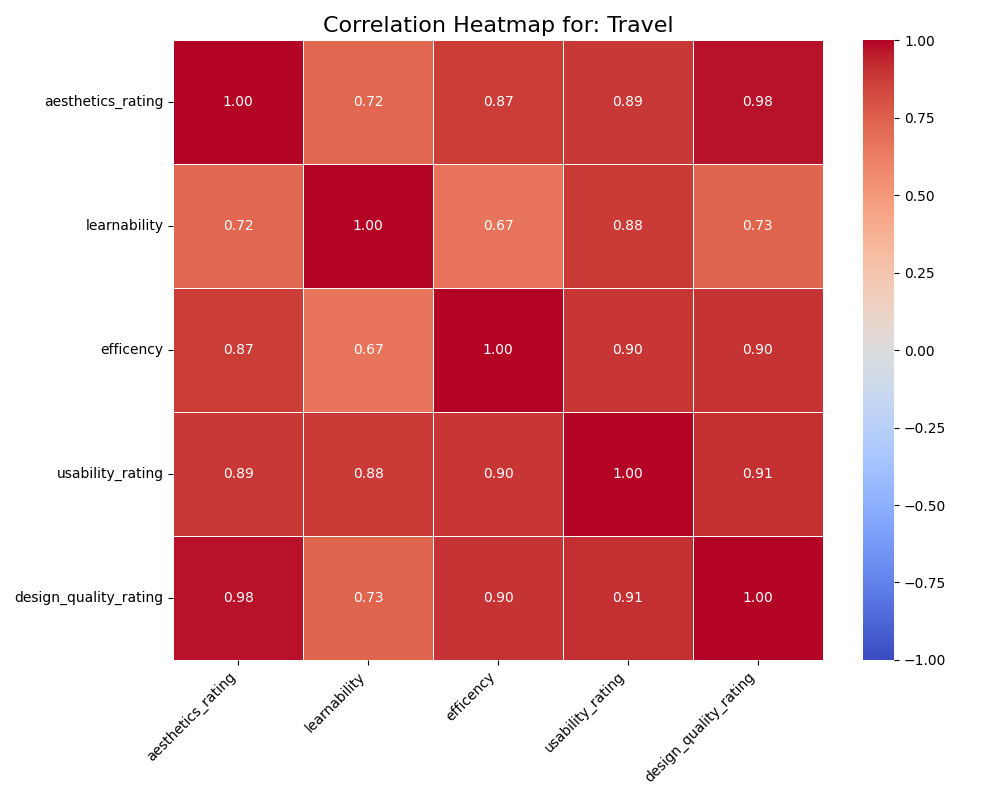 Correlation Heatmap for: Travel
aesthetics_rating 1.00 0.72 0.87 0.89 0.98
learnability 0.72 1.00 0.67 0.88 0.73
efficency 0.87 0.67 1.00 0.90 0.90
usability_rating 0.89 0.88 0.90 1.00 0.91
design_quality_rating 0.98 0.73 0.90 0.91 1.00
aesthetics_rating learnability efficency usability_rating design_quality_rating
1.00
0.75
0.50
0.25
0.00
−0.25
−0.50
−0.75
−1.00